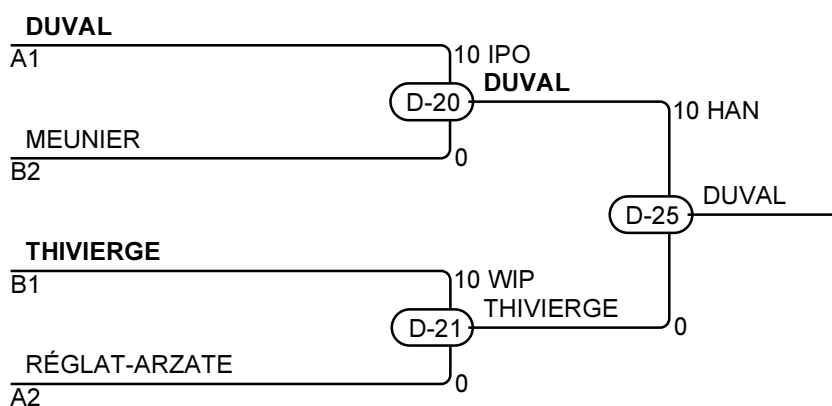 DUVAL
A1
10 IPO
D-20
DUVAL
MEUNIER
B2
0
10 HAN
D-25
DUVAL
THIVIERGE
B1
10 WIP
D-21
THIVIERGE
0
RÉGLAT-ARZATE
A2
0